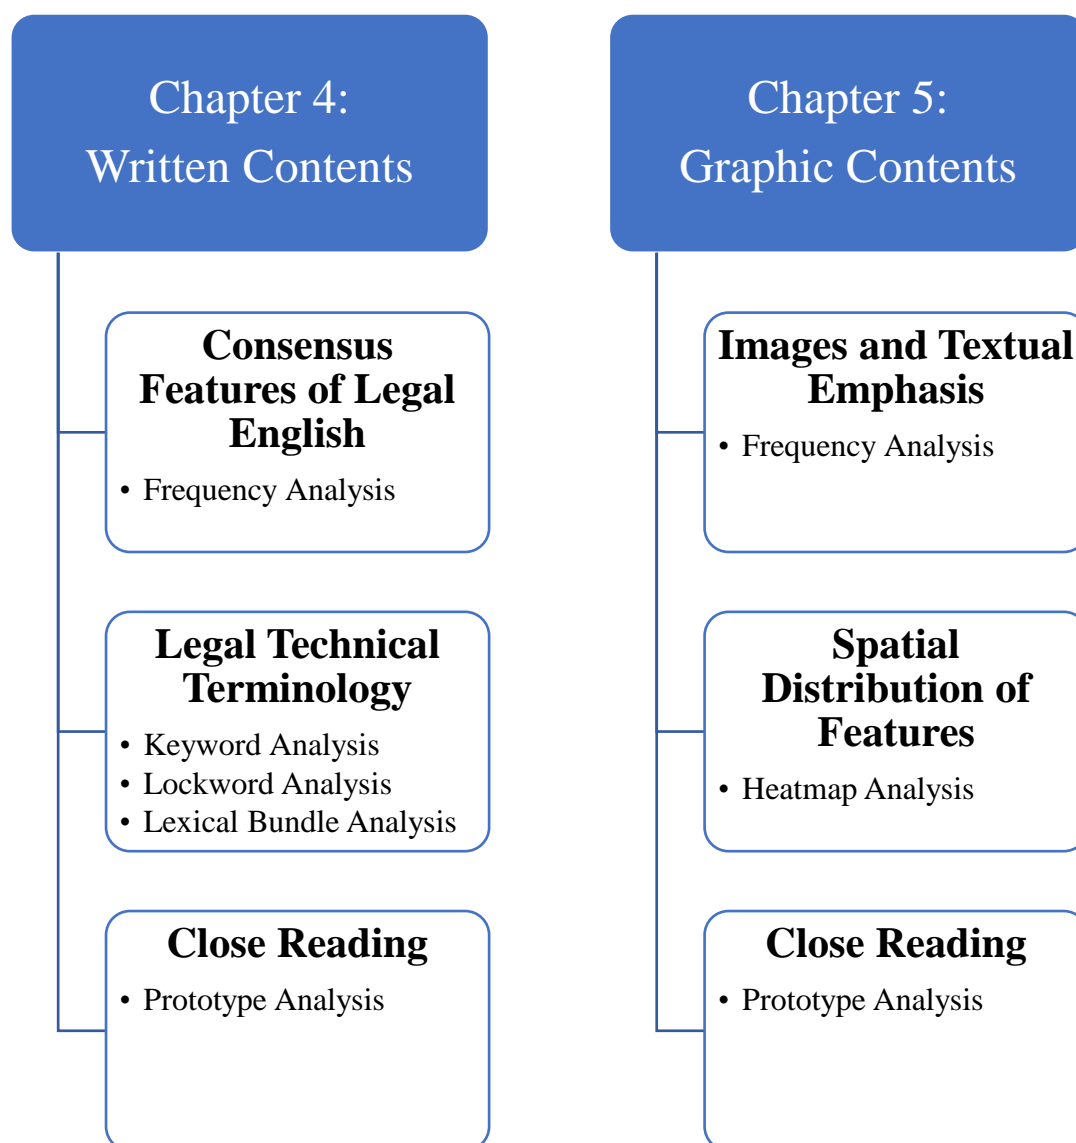 Chapter 4:
Written Contents
Consensus
Features of Legal
English
• Frequency Analysis
Legal Technical
Terminology
• Keyword Analysis
• Lockword Analysis
• Lexical Bundle Analysis
Close Reading
• Prototype Analysis
Chapter 5:
Graphic Contents
Images and Textual
Emphasis
• Frequency Analysis
Spatial
Distribution of
Features
• Heatmap Analysis
Close Reading
• Prototype Analysis